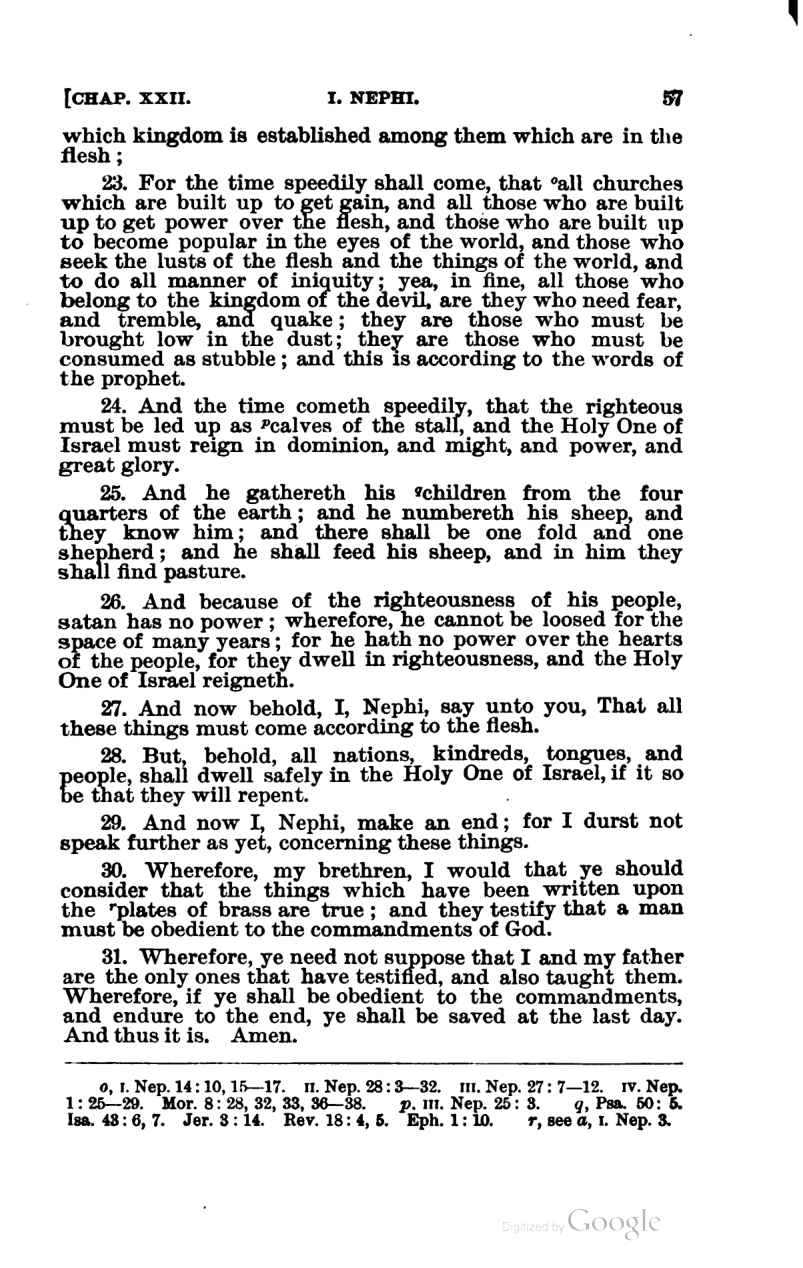 [CHAP. XXII. I. NEPHI. 57
which kingdom is established among them which are in the
flesh;
23. For the time speedily shall come, that °all churches
which are built up to get gain, and all those who are built
up to get power over the flesh, and those who are built up
to become popular in the eyes of the world, and those who
seek the lusts of the flesh and the things of the world, and
to do all manner of iniquity; yea, in fine, all those who
belong to the kingdom of the devil, are they who need fear,
and tremble, and quake; they are those who must be
brought low in the dust; they are those who must be
consumed as stubble; and this is according to the words of
the prophet.
24. And the time cometh speedily, that the righteous
must be led up as ᵖcalves of the stall, and the Holy One of
Israel must reign in dominion, and might, and power, and
great glory.
25. And he gathereth his qchildren from the four
quarters of the earth; and he numbereth his sheep, and
they know him; and there shall be one fold and one
shepherd; and he shall feed his sheep, and in him they
shall find pasture.
26. And because of the righteousness of his people,
satan has no power; wherefore, he cannot be loosed for the
space of many years; for he hath no power over the hearts
of the people, for they dwell in righteousness, and the Holy
One of Israel reigneth.
27. And now behold, I, Nephi, say unto you, That all
these things must come according to the flesh.
28. But, behold, all nations, kindreds, tongues, and
people, shall dwell safely in the Holy One of Israel, if it so
be that they will repent.
29. And now I, Nephi, make an end; for I durst not
speak further as yet, concerning these things.
30. Wherefore, my brethren, I would that ye should
consider that the things which have been written upon
the ʳplates of brass are true; and they testify that a man
must be obedient to the commandments of God.
31. Wherefore, ye need not suppose that I and my father
are the only ones that have testified, and also taught them.
Wherefore, if ye shall be obedient to the commandments,
and endure to the end, ye shall be saved at the last day.
And thus it is. Amen.
o, I. Nep. 14: 10, 15—17. II. Nep. 28: 3—32. III. Nep. 27: 7—12. IV. Nep.
1: 25—29. Mor. 8: 28, 32, 33, 36—38. p. III. Nep. 25: 3. q, Psa. 50: 5.
Isa. 43: 6, 7. Jer. 3: 14. Rev. 18: 4, 5. Eph. 1: 10. r, see a, I. Nep. 3.
Digitized by Google